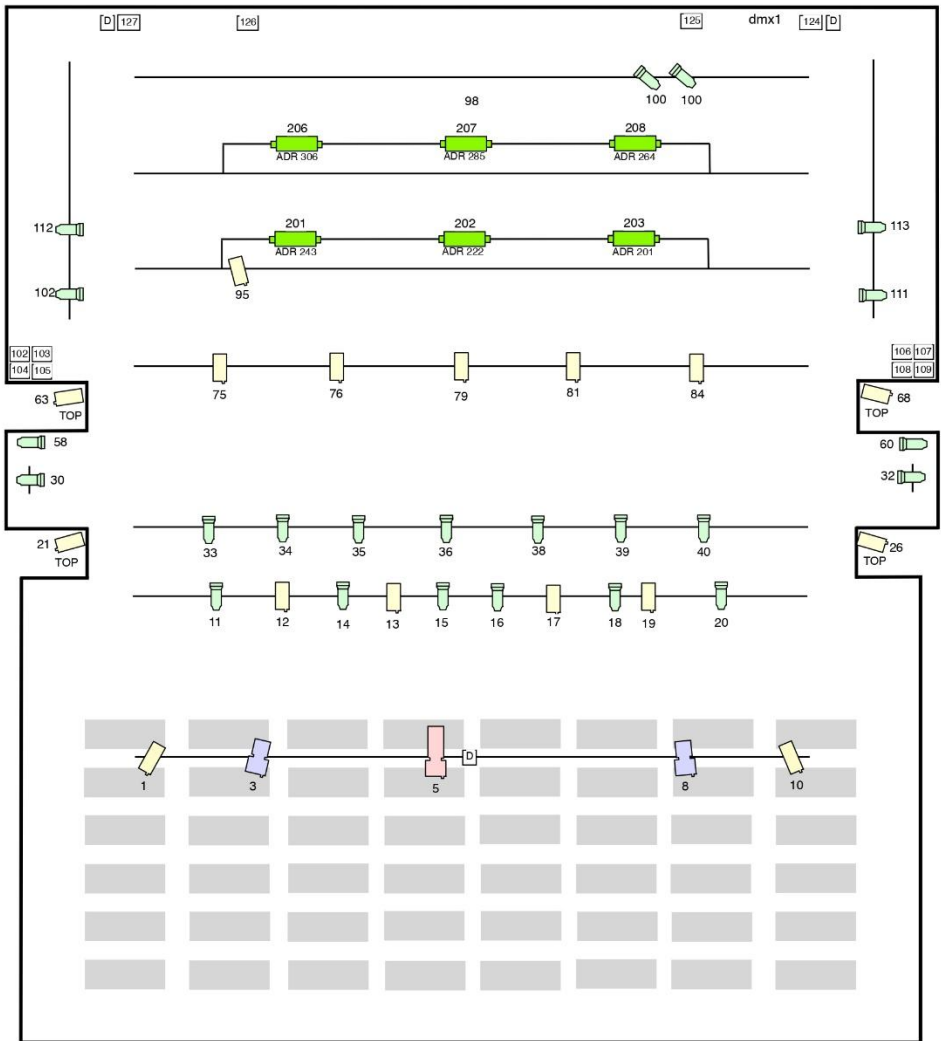 D 127 126 125 dmx1 124 D
100 100
98
206 207 208
ADR 306 ADR 285 ADR 264
112 201 202 203 113
ADR 243 ADR 222 ADR 201
102 95 111
102 103 106 107
104 105 108 109
75 76 79 81 84
63 68
TOP TOP
58 60
30 32
21 26
33 34 35 36 38 39 40
TOP TOP
11 12 14 13 15 16 17 18 19 20
D
1 3 5 8 10